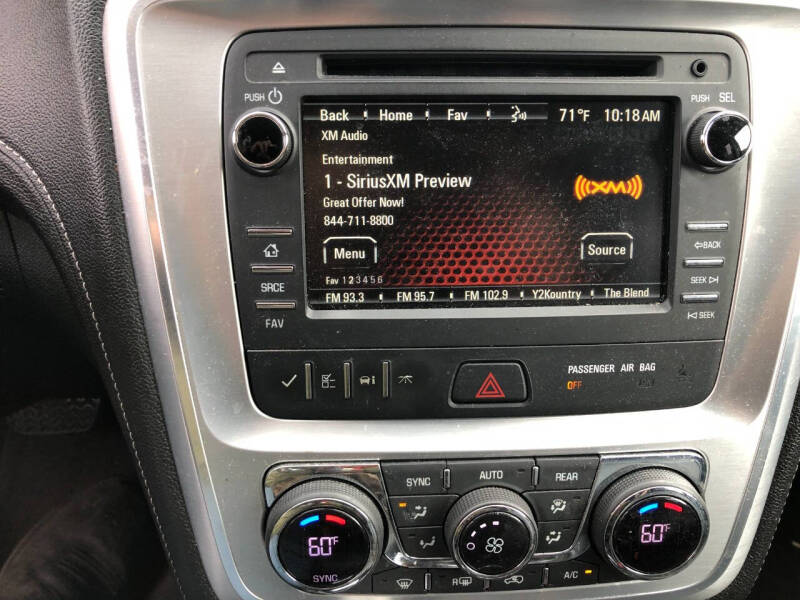 PUSH
PUSH SEL
Back Home Fav 71°F 10:18 AM
XM Audio
Entertainment
1 - SiriusXM Preview
XM
Great Offer Now!
844-711-8800
Menu
Source
Fav 1 2 3 4 5 6
FM 93.3 FM 95.7 FM 102.9 Y2Kountry The Blend
SRCE
FAV
BACK
SEEK
SEEK
PASSENGER AIR BAG
OFF
SYNC AUTO REAR
60°F
SYNC
60°F
R
A/C